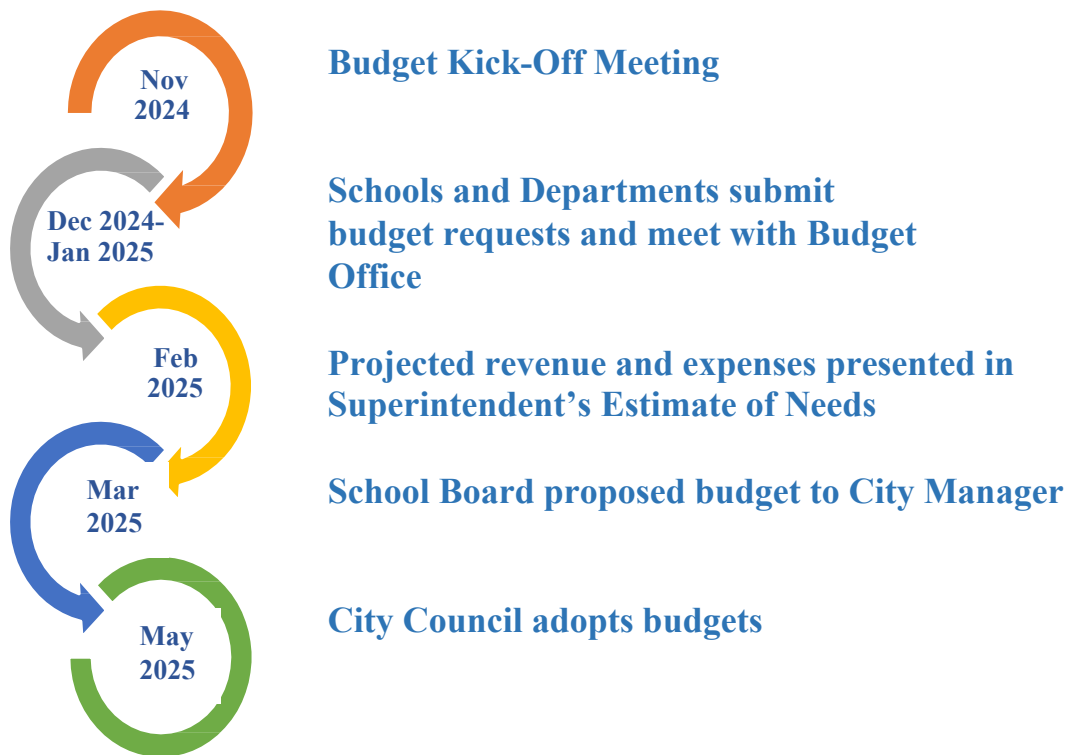 Nov
2024
Budget Kick-Off Meeting
Dec 2024-
Jan 2025
Schools and Departments submit
budget requests and meet with Budget
Office
Feb
2025
Projected revenue and expenses presented in
Superintendent’s Estimate of Needs
Mar
2025
School Board proposed budget to City Manager
May
2025
City Council adopts budgets